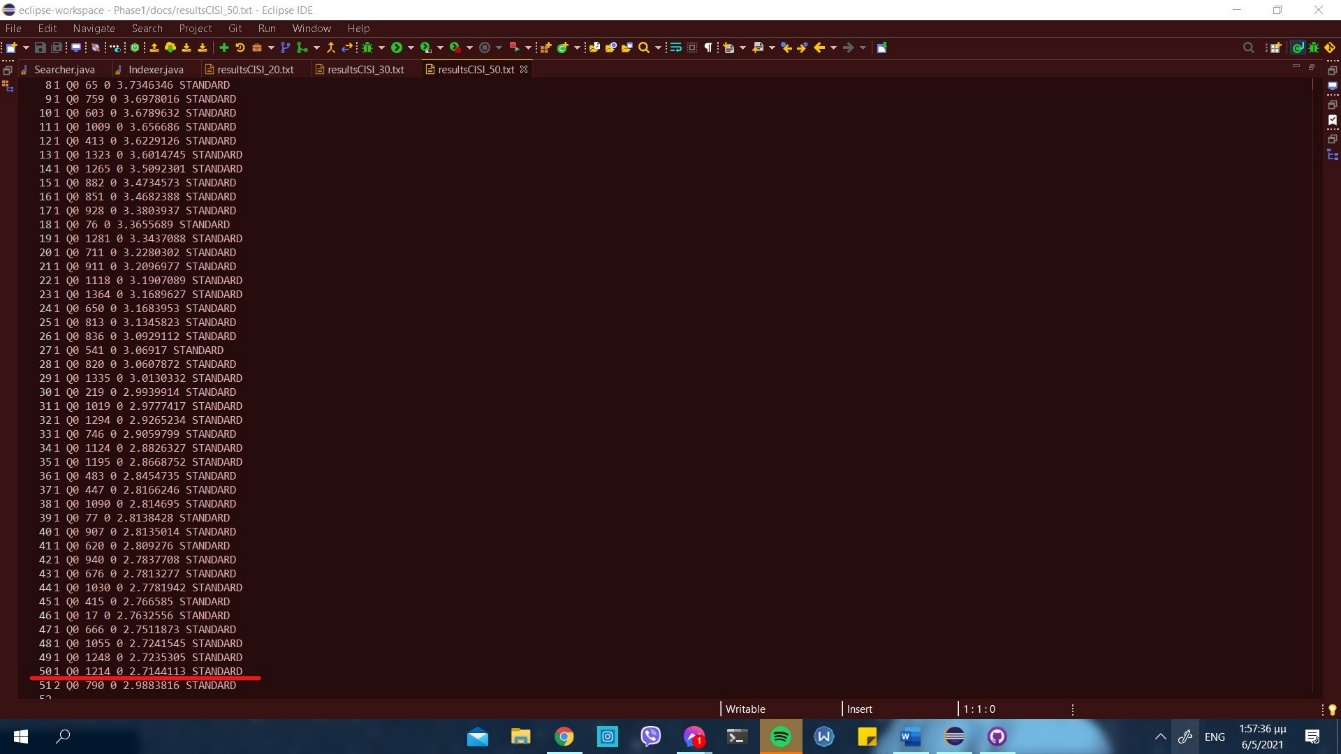 eclipse-workspace - Phase1/docs/resultsCISI_50.txt - Eclipse IDE
File Edit Navigate Search Project Git Run Window Help
Searcher.java Indexer.java resultsCISI_20.txt resultsCISI_30.txt resultsCISI_50.txt
8 1 Q0 65 0 3.7346346 STANDARD
9 1 Q0 759 0 3.6978016 STANDARD
10 1 Q0 603 0 3.6789632 STANDARD
11 1 Q0 1009 0 3.656686 STANDARD
12 1 Q0 413 0 3.6229126 STANDARD
13 1 Q0 1323 0 3.6014745 STANDARD
14 1 Q0 1265 0 3.5092301 STANDARD
15 1 Q0 882 0 3.4734573 STANDARD
16 1 Q0 851 0 3.4682388 STANDARD
17 1 Q0 928 0 3.3803937 STANDARD
18 1 Q0 76 0 3.3655689 STANDARD
19 1 Q0 1281 0 3.3437088 STANDARD
20 1 Q0 711 0 3.2280302 STANDARD
21 1 Q0 911 0 3.2096977 STANDARD
22 1 Q0 1118 0 3.1907089 STANDARD
23 1 Q0 1364 0 3.1689627 STANDARD
24 1 Q0 650 0 3.1683953 STANDARD
25 1 Q0 813 0 3.1345823 STANDARD
26 1 Q0 836 0 3.0929112 STANDARD
27 1 Q0 541 0 3.06917 STANDARD
28 1 Q0 820 0 3.0607872 STANDARD
29 1 Q0 1335 0 3.0130332 STANDARD
30 1 Q0 219 0 2.9939914 STANDARD
31 1 Q0 1019 0 2.9777417 STANDARD
32 1 Q0 1294 0 2.9265234 STANDARD
33 1 Q0 746 0 2.9059799 STANDARD
34 1 Q0 1124 0 2.8826327 STANDARD
35 1 Q0 1195 0 2.8668752 STANDARD
36 1 Q0 483 0 2.8454735 STANDARD
37 1 Q0 447 0 2.8166246 STANDARD
38 1 Q0 1090 0 2.814695 STANDARD
39 1 Q0 77 0 2.8138428 STANDARD
40 1 Q0 907 0 2.8135014 STANDARD
41 1 Q0 620 0 2.809276 STANDARD
42 1 Q0 940 0 2.7837708 STANDARD
43 1 Q0 676 0 2.7813277 STANDARD
44 1 Q0 1030 0 2.7781942 STANDARD
45 1 Q0 415 0 2.766585 STANDARD
46 1 Q0 17 0 2.7632556 STANDARD
47 1 Q0 666 0 2.7511873 STANDARD
48 1 Q0 1055 0 2.7241545 STANDARD
49 1 Q0 1248 0 2.7235305 STANDARD
50 1 Q0 1214 0 2.7144113 STANDARD
51 2 Q0 790 0 2.9883816 STANDARD
Writable Insert 1 : 1 : 0
ENG 1:57:36 μμ
6/5/2021